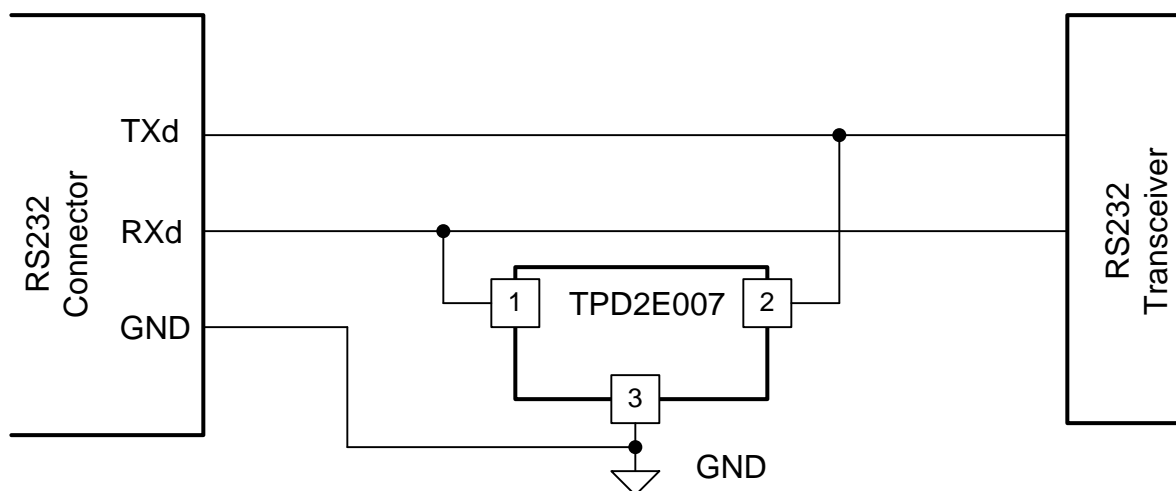 TXd
RXd
GND
RS232
Connector
1
TPD2E007
2
3
GND
RS232
Transceiver